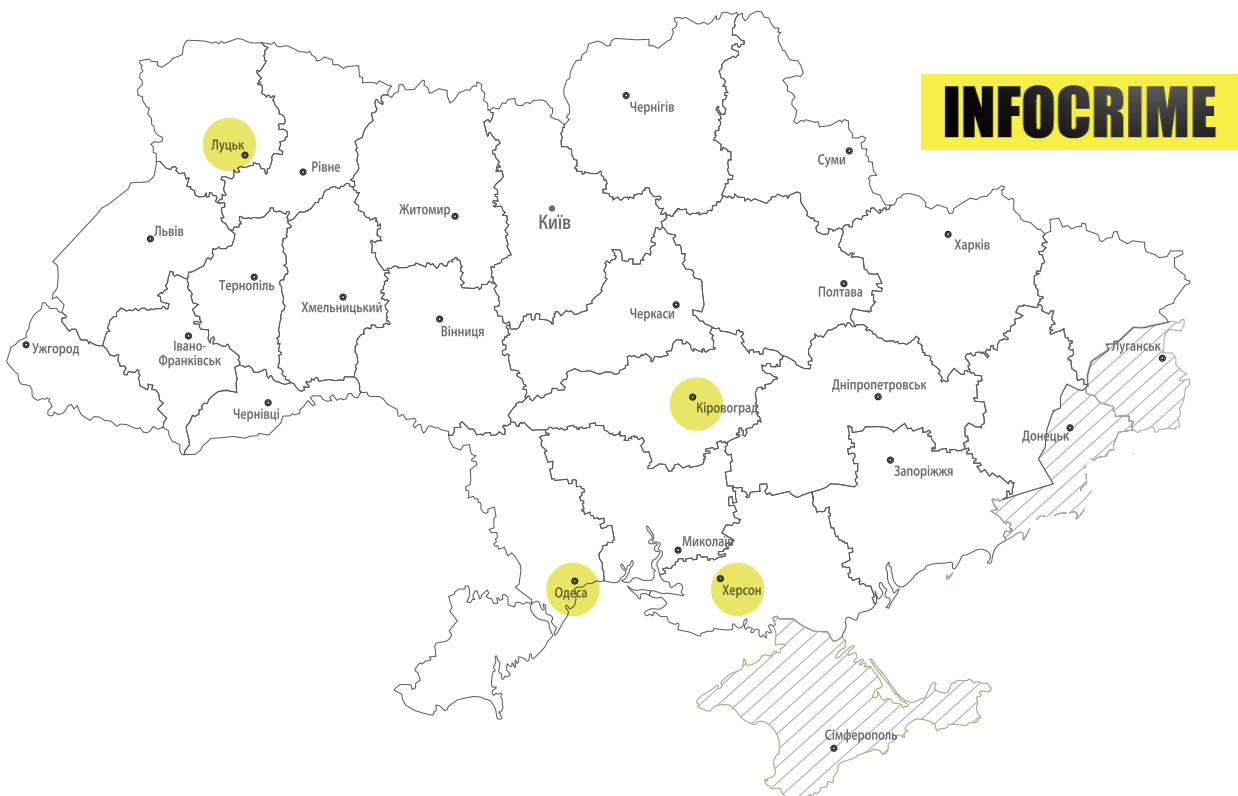 INFOCRIME
Чернігів
Луцьк
Суми
Рівне
Житомир
Київ
Львів
Харків
Тернопіль
Полтава
Хмельницький
Черкаси
Вінниця
Ужгород
Івано-
Франківськ
Луганськ
Дніпропетровськ
Кіровоград
Чернівці
Донецьк
Запоріжжя
Миколаїв
Одеса
Херсон
Сімферополь